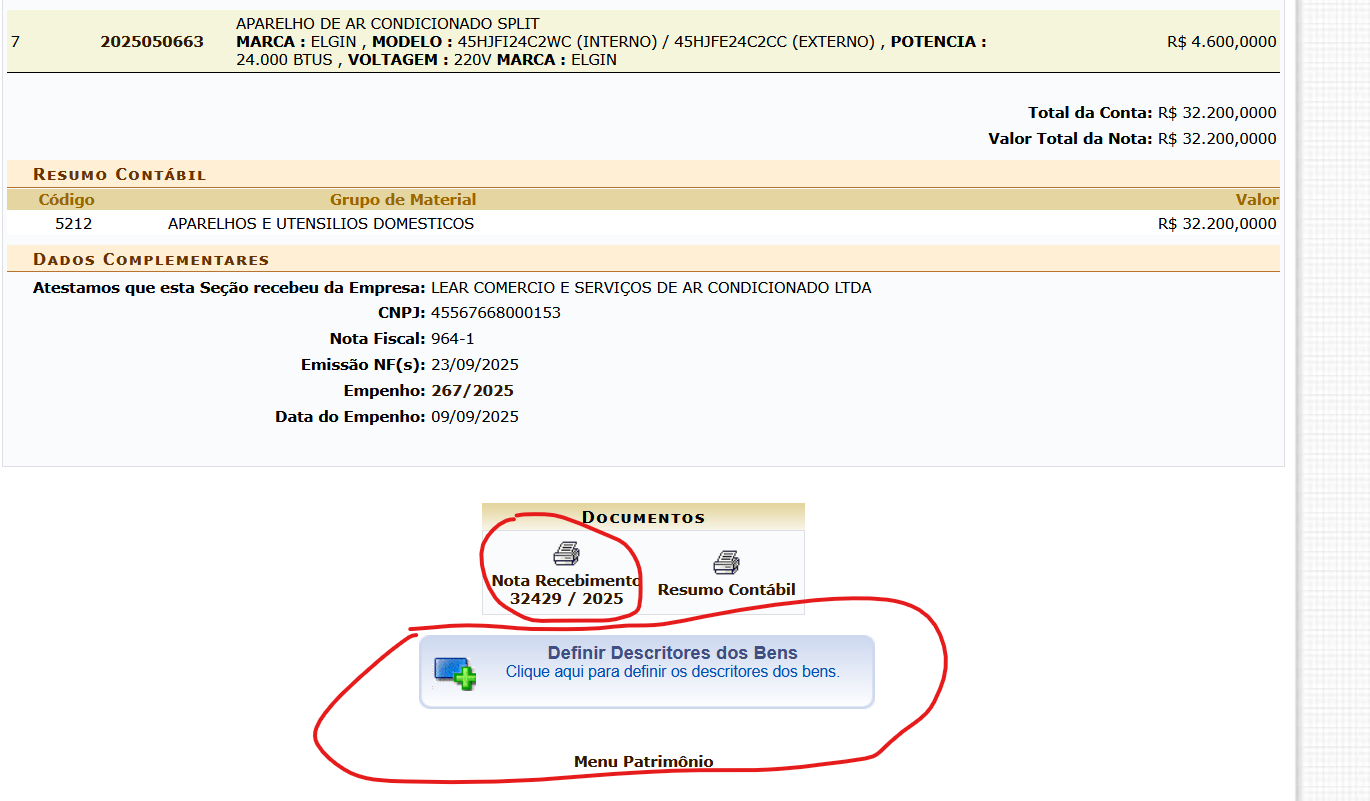 APARELHO DE AR CONDICIONADO SPLIT
7 2025050663 MARCA : ELGIN , MODELO : 45HJFI24C2WC (INTERNO) / 45HJFE24C2CC (EXTERNO) , POTENCIA : R$ 4.600,0000
24.000 BTUS , VOLTAGEM : 220V MARCA : ELGIN
Total da Conta: R$ 32.200,0000
Valor Total da Nota: R$ 32.200,0000
Resumo Contábil
Código Grupo de Material Valor
5212 APARELHOS E UTENSILIOS DOMESTICOS R$ 32.200,0000
Dados Complementares
Atestamos que esta Seção recebeu da Empresa: LEAR COMERCIO E SERVIÇOS DE AR CONDICIONADO LTDA
CNPJ: 45567668000153
Nota Fiscal: 964-1
Emissão NF(s): 23/09/2025
Empenho: 267/2025
Data do Empenho: 09/09/2025
Documentos
Nota Recebimento
32429 / 2025
Resumo Contábil
Definir Descritores dos Bens
Clique aqui para definir os descritores dos bens.
Menu Patrimônio